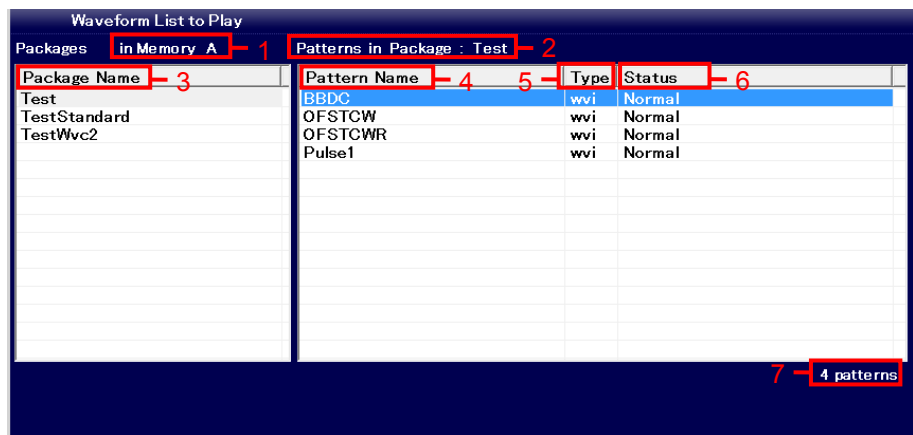 Waveform List to Play
Packages in Memory A 1 Patterns in Package : Test 2
Package Name 3 Pattern Name 4 5 Type Status 6
Test BBDC wvi Normal
TestStandard OFSTCW wvi Normal
TestWvc2 OFSTCWR wvi Normal
Pulse1 wvi Normal
7 4 patterns